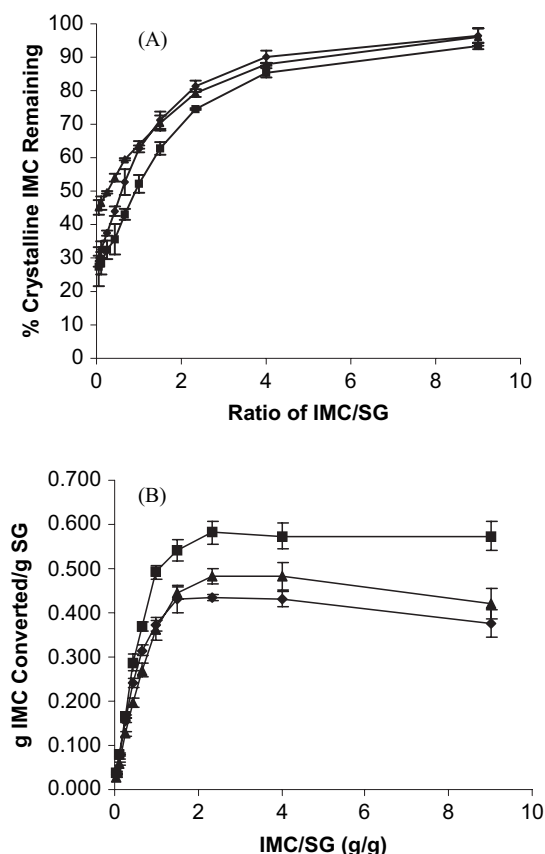 (A)
% Crystalline IMC Remaining
100
90
80
70
60
50
40
30
20
10
0
0 2 4 6 8 10
Ratio of IMC/SG
(B)
g IMC Converted/g SG
0.700
0.600
0.500
0.400
0.300
0.200
0.100
0.000
0 2 4 6 8 10
IMC/SG (g/g)